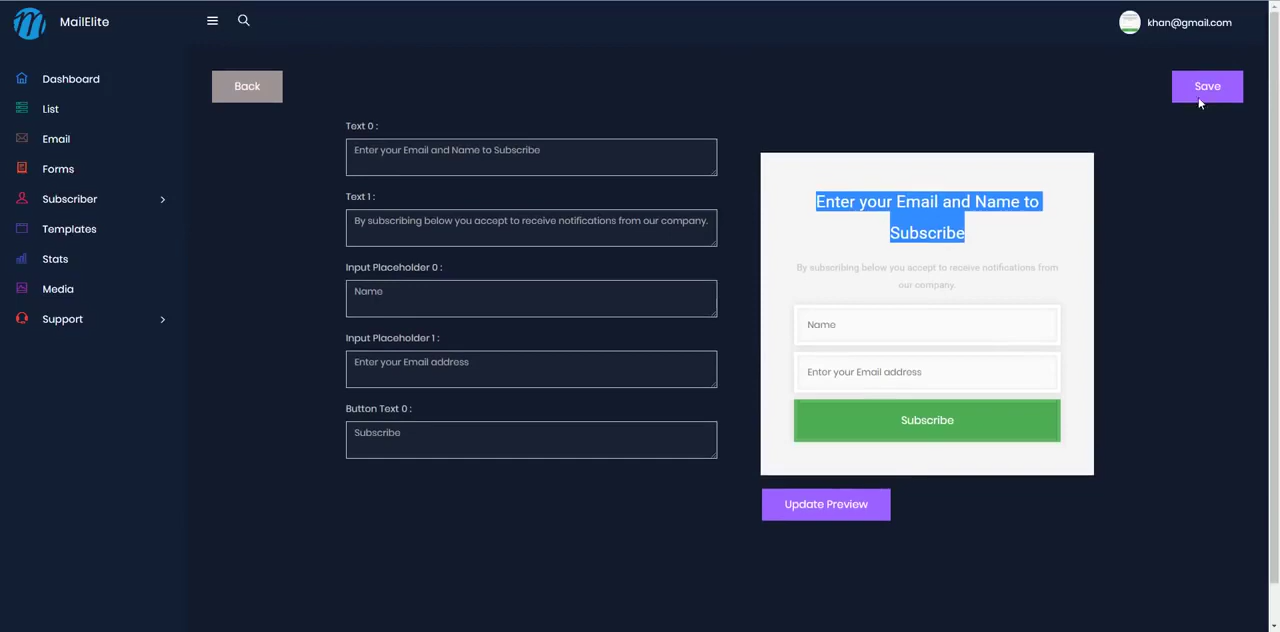 MailElite
khan@gmail.com
Dashboard
List
Email
Forms
Subscriber
Templates
Stats
Media
Support
Back
Save
Text 0 :
Enter your Email and Name to Subscribe
Text 1 :
By subscribing below you accept to receive notifications from our company.
Input Placeholder 0 :
Name
Input Placeholder 1 :
Enter your Email address
Button Text 0 :
Subscribe
Enter your Email and Name to
Subscribe
By subscribing below you accept to receive notifications from
our company.
Name
Enter your Email address
Subscribe
Update Preview